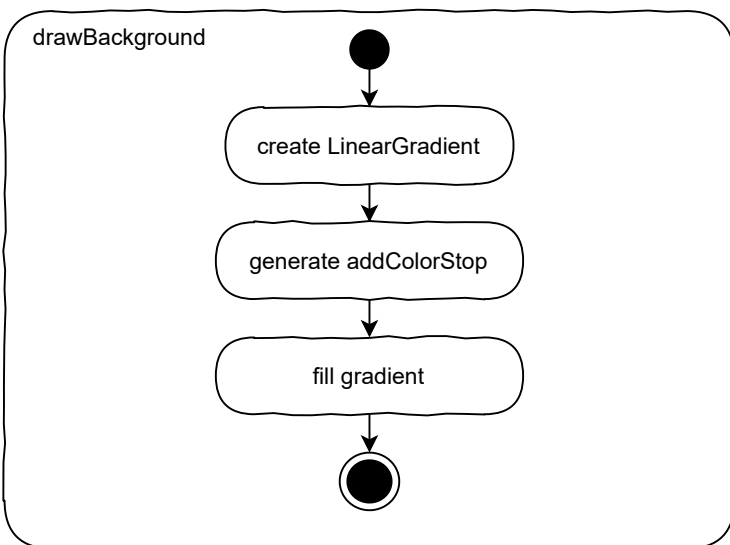 drawBackground
create LinearGradient
generate addColorStop
fill gradient